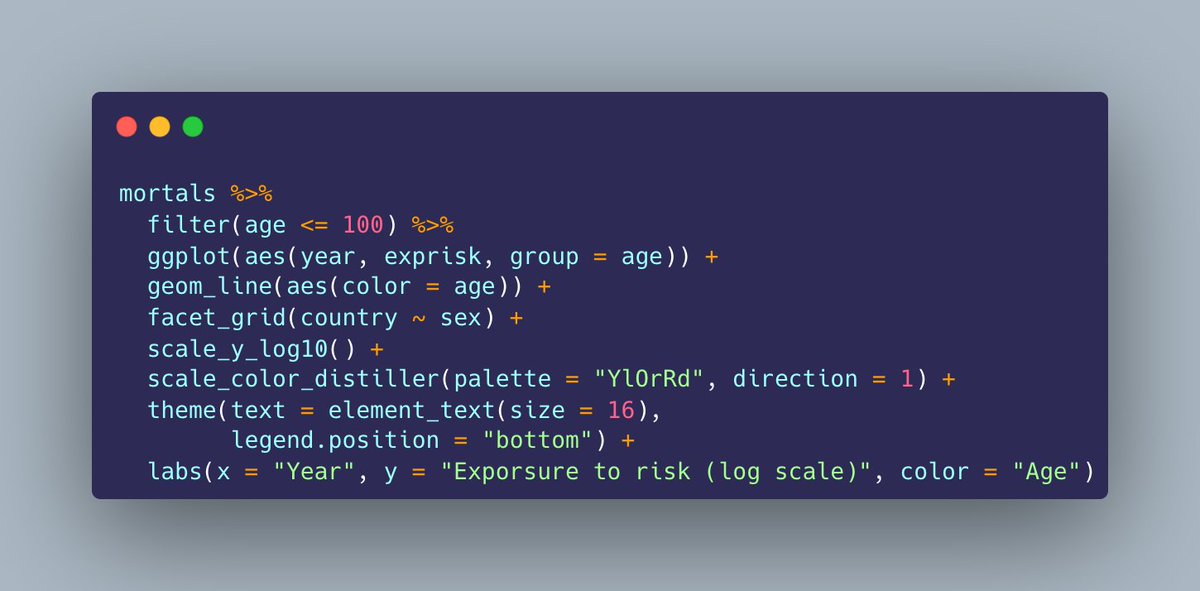 mortals %>%
  filter(age <= 100) %>%
  ggplot(aes(year, exprisk, group = age)) +
  geom_line(aes(color = age)) +
  facet_grid(country ~ sex) +
  scale_y_log10() +
  scale_color_distiller(palette = "YlOrRd", direction = 1) +
  theme(text = element_text(size = 16),
        legend.position = "bottom") +
  labs(x = "Year", y = "Exporsure to risk (log scale)", color = "Age")